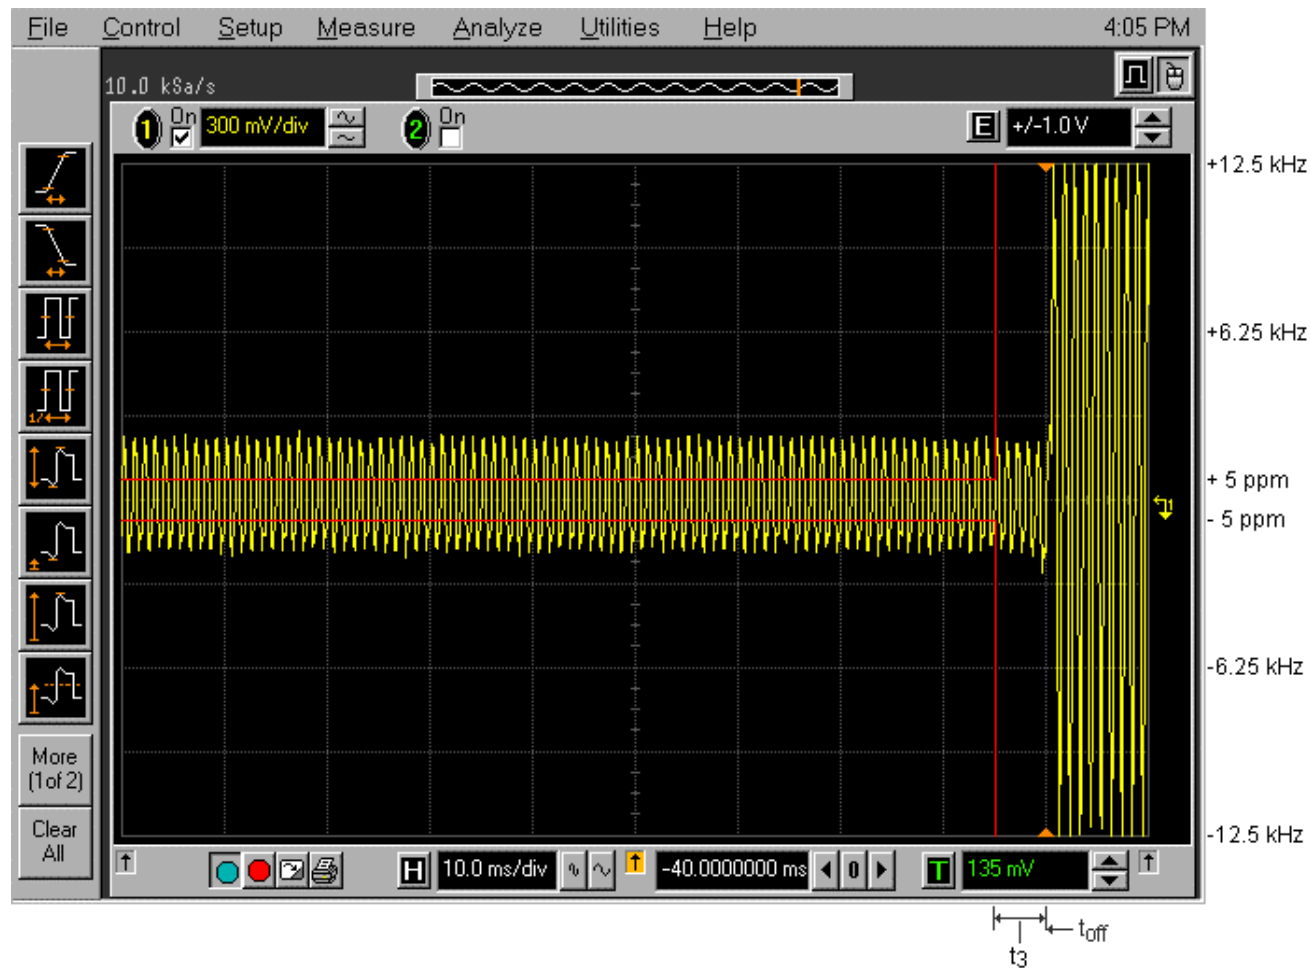 File Control Setup Measure Analyze Utilities Help 4:05 PM
10.0 kSa/s
1 On 300 mV/div 2 On E +/-1.0 V
+12.5 kHz
+6.25 kHz
+ 5 ppm
- 5 ppm
-6.25 kHz
-12.5 kHz
1/
More
(1of 2)
Clear
All
H 10.0 ms/div -40.0000000 ms 0 T 135 mV
t3 toff